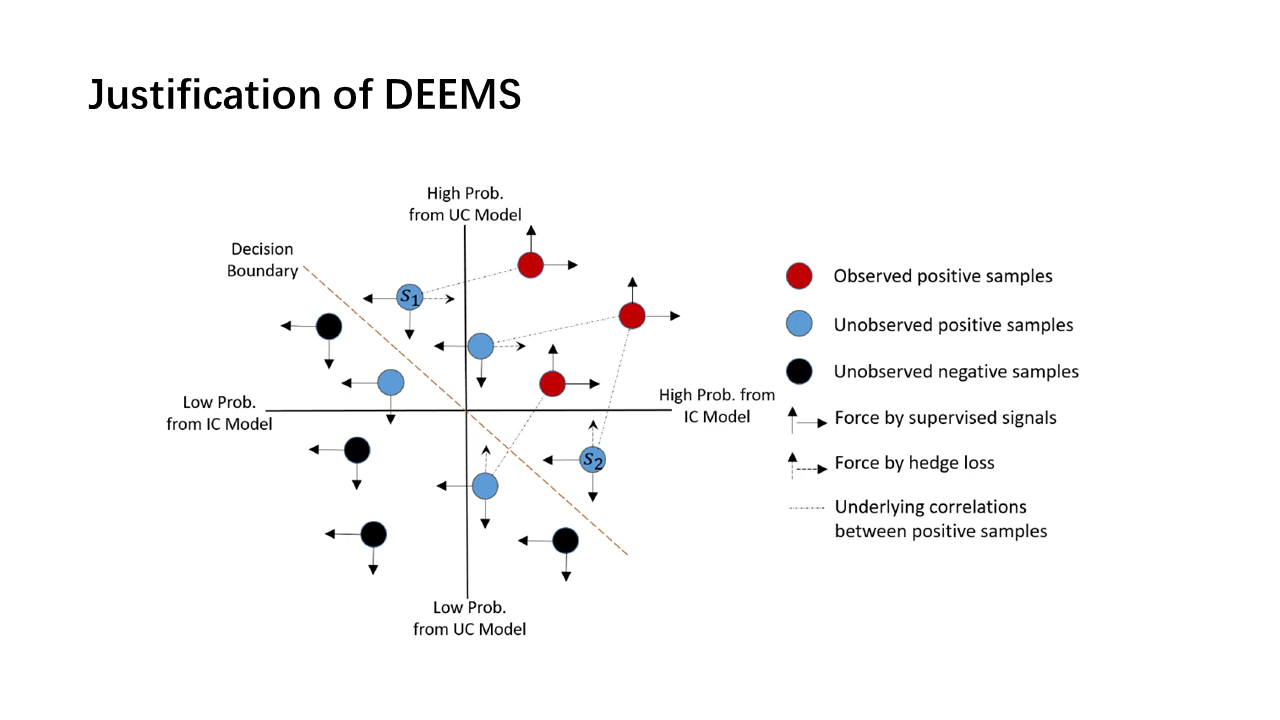 Justification of DEEMS
High Prob.
from UC Model
Decision
Boundary
S1
S2
Low Prob.
from IC Model
High Prob. from
IC Model
Low Prob.
from UC Model
Observed positive samples
Unobserved positive samples
Unobserved negative samples
Force by supervised signals
Force by hedge loss
Underlying correlations
between positive samples